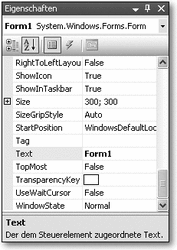 Eigenschaften
Form1 System.Windows.Forms.Form
RightToLeftLayou False
ShowIcon True
ShowInTaskbar True
Size 300; 300
SizeGripStyle Auto
StartPosition WindowsDefaultLoc
Tag
Text Form1
TopMost False
TransparencyKey
UseWaitCursor False
WindowState Normal
Text
Der dem Steuerelement zugeordnete Text.